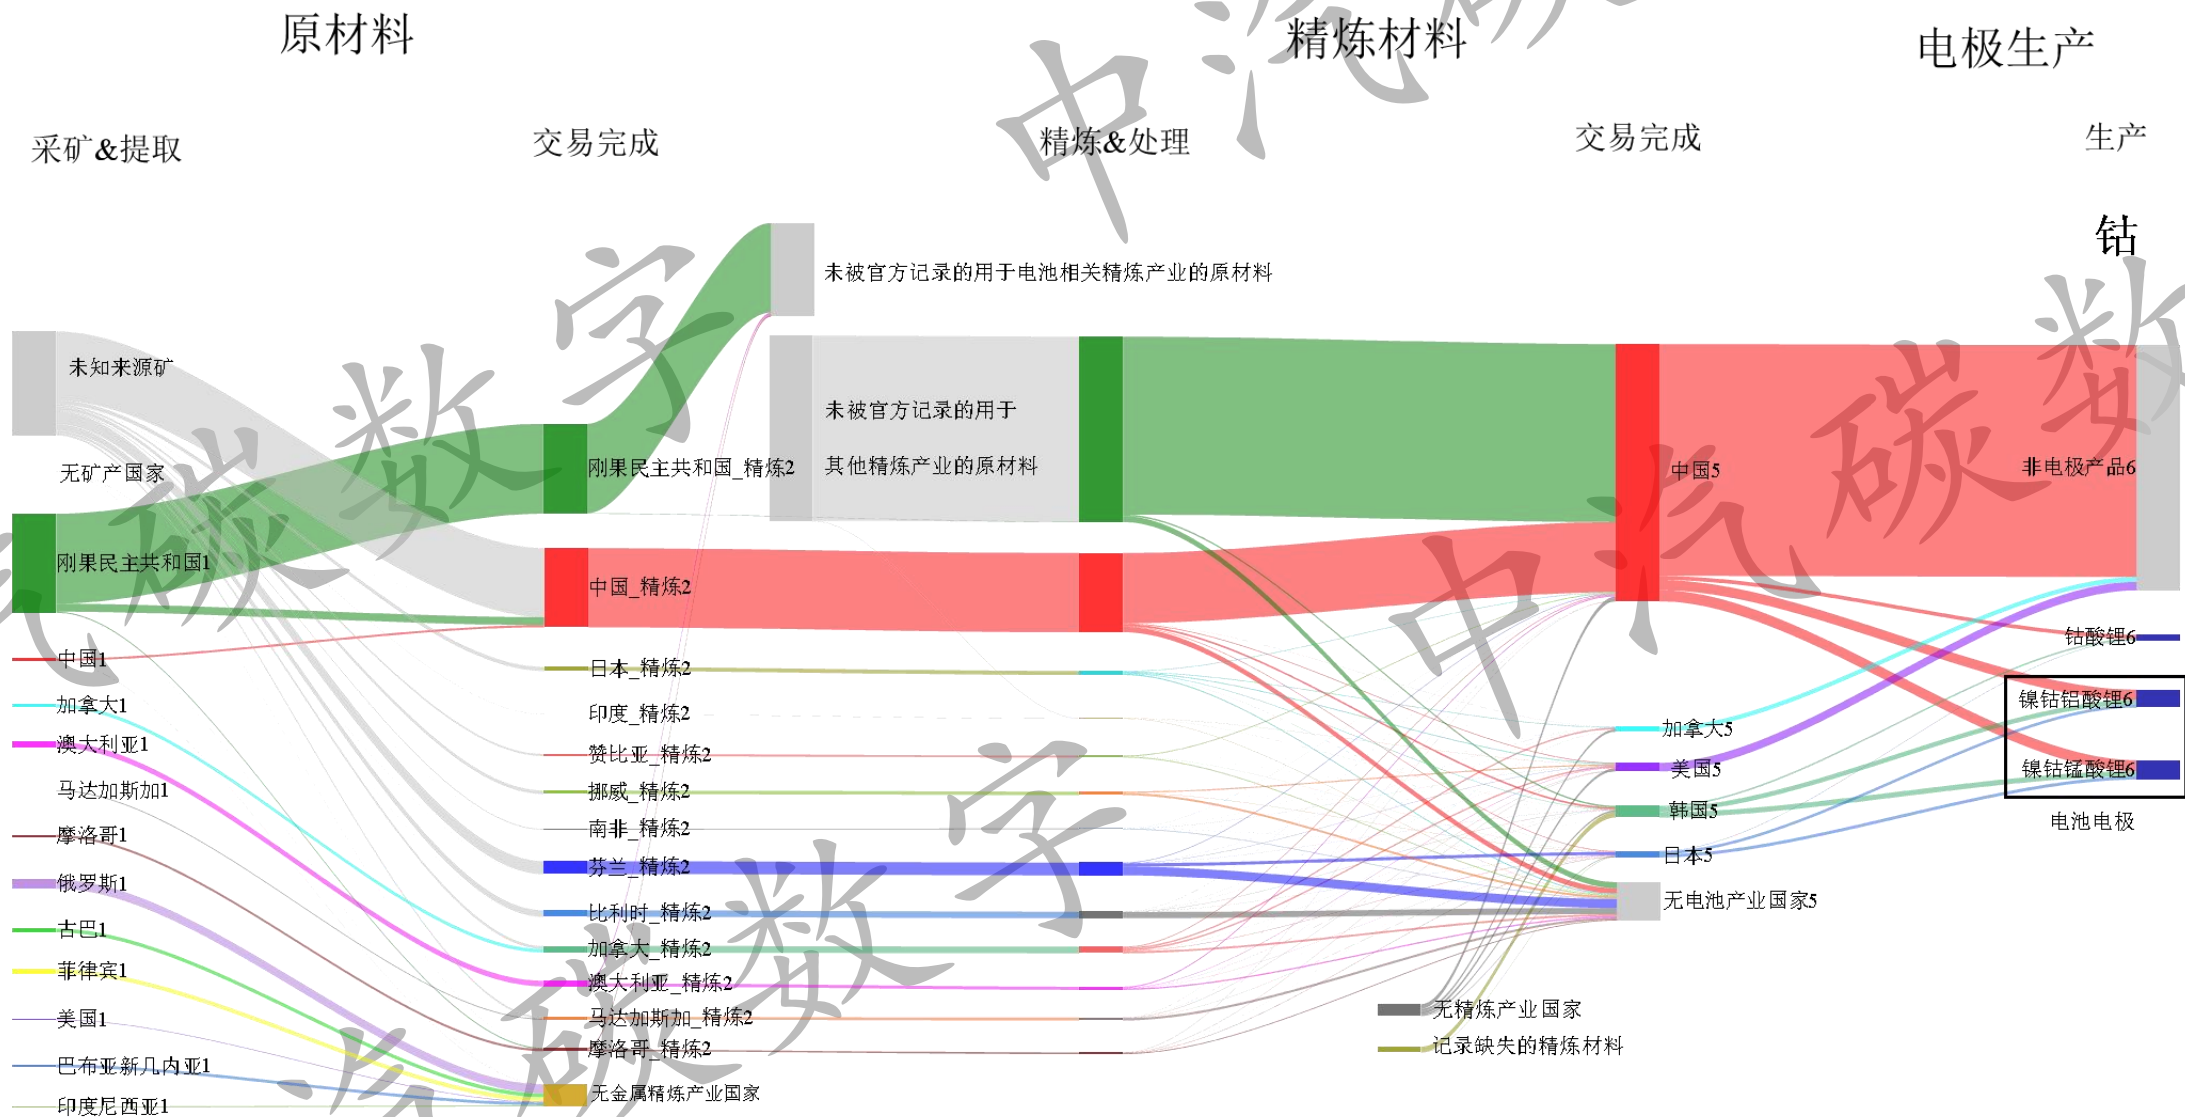 原材料
精炼材料
电极生产
采矿&提取
交易完成
精炼&处理
交易完成
生产
钴
未知来源矿
无矿产国家
刚果民主共和国1
中国1
加拿大1
澳大利亚1
马达加斯加1
摩洛哥1
俄罗斯1
古巴1
菲律宾1
美国1
巴布亚新几内亚1
印度尼西亚1
刚果民主共和国_精炼2
中国_精炼2
日本_精炼2
印度_精炼2
赞比亚_精炼2
挪威_精炼2
南非_精炼2
芬兰_精炼2
比利时_精炼2
加拿大_精炼2
澳大利亚_精炼2
马达加斯加_精炼2
摩洛哥_精炼2
无金属精炼产业国家
未被官方记录的用于电池相关精炼产业的原材料
未被官方记录的用于
其他精炼产业的原材料
无精炼产业国家
记录缺失的精炼材料
中国5
加拿大5
美国5
韩国5
日本5
无电池产业国家5
非电极产品6
钴酸锂6
镍钴铝酸锂6
镍钴锰酸锂6
电池电极
中汽碳数字
中汽碳数字
中汽碳数字